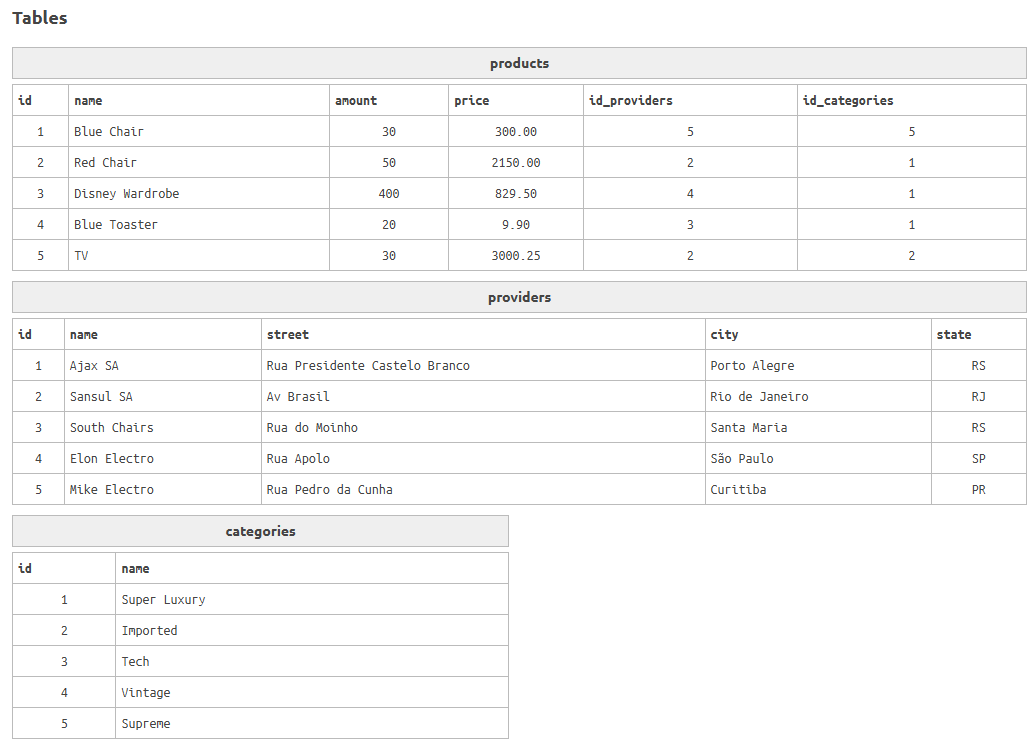 Tables
products
id name amount price id_providers id_categories
1 Blue Chair 30 300.00 5 5
2 Red Chair 50 2150.00 2 1
3 Disney Wardrobe 400 829.50 4 1
4 Blue Toaster 20 9.90 3 1
5 TV 30 3000.25 2 2
providers
id name street city state
1 Ajax SA Rua Presidente Castelo Branco Porto Alegre RS
2 Sansul SA Av Brasil Rio de Janeiro RJ
3 South Chairs Rua do Moinho Santa Maria RS
4 Elon Electro Rua Apolo São Paulo SP
5 Mike Electro Rua Pedro da Cunha Curitiba PR
categories
id name
1 Super Luxury
2 Imported
3 Tech
4 Vintage
5 Supreme